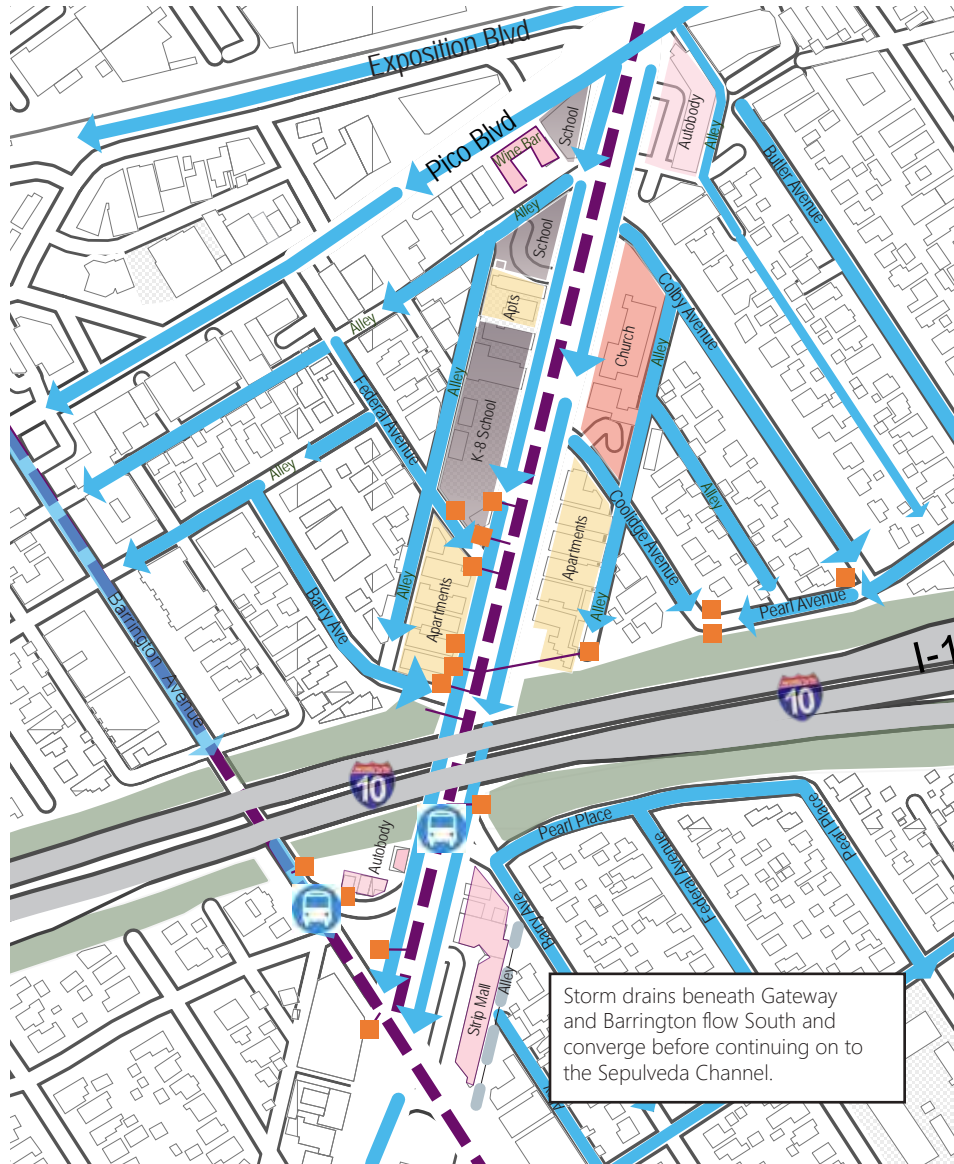 Exposition Blvd
Pico Blvd
School
Wine Bar
Autobody
Alley
Butler Avenue
Alley
School
Colby Avenue
Apts
Alley
Church
Alley
Federal Avenue
Alley
K-8 School
Alley
Alley
Coolidge Avenue
Apartments
Barry Ave
Barrington Avenue
Alley
Apartments
Alley
Pearl Avenue
I-1
10
10
Pearl Place
Pearl Place
Autobody
Federal Avenue
Barry Ave
Alley
Strip Mall
Storm drains beneath Gateway
and Barrington flow South and
converge before continuing on to
the Sepulveda Channel.